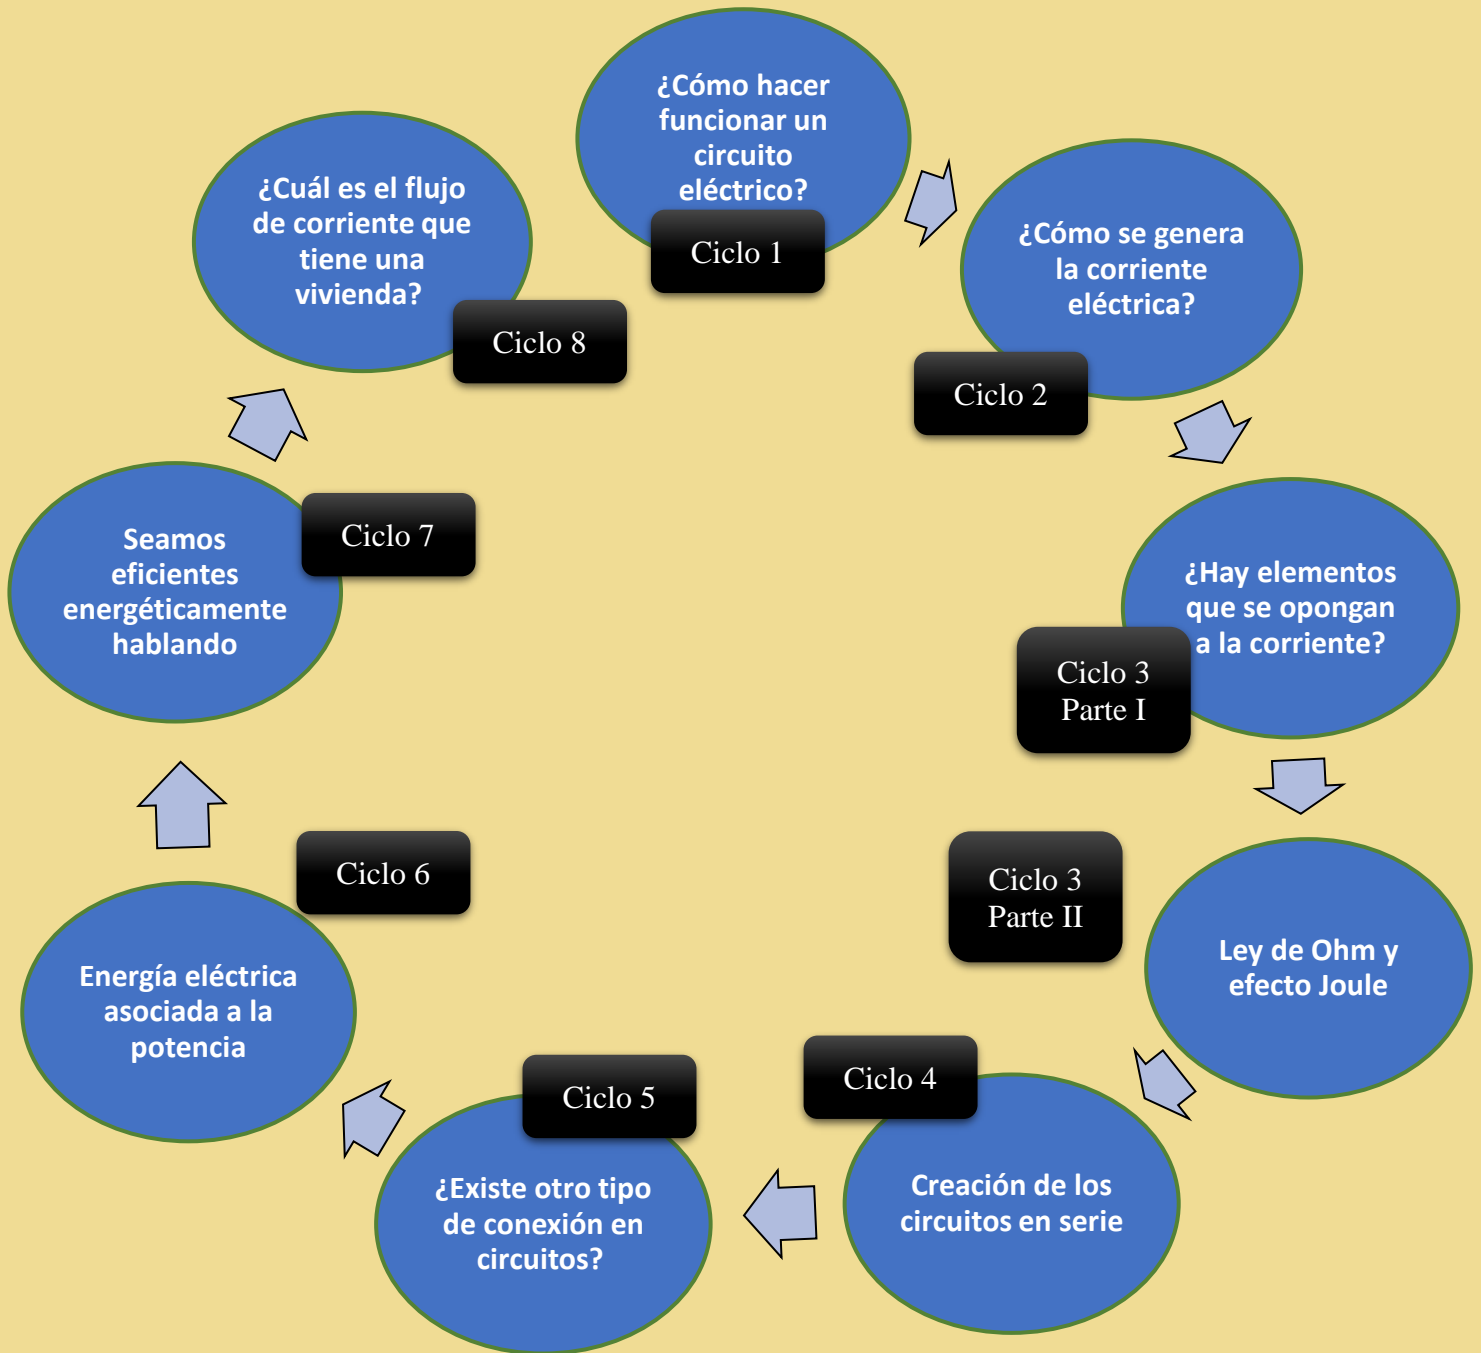 ¿Cómo hacer
funcionar un
circuito
eléctrico?
Ciclo 1
¿Cómo se genera
la corriente
eléctrica?
Ciclo 2
¿Hay elementos
que se opongan
a la corriente?
Ciclo 3
Parte I
Ley de Ohm y
efecto Joule
Ciclo 3
Parte II
Creación de los
circuitos en serie
Ciclo 4
¿Existe otro tipo
de conexión en
circuitos?
Ciclo 5
Energía eléctrica
asociada a la
potencia
Ciclo 6
Seamos
eficientes
energéticamente
hablando
Ciclo 7
¿Cuál es el flujo
de corriente que
tiene una
vivienda?
Ciclo 8